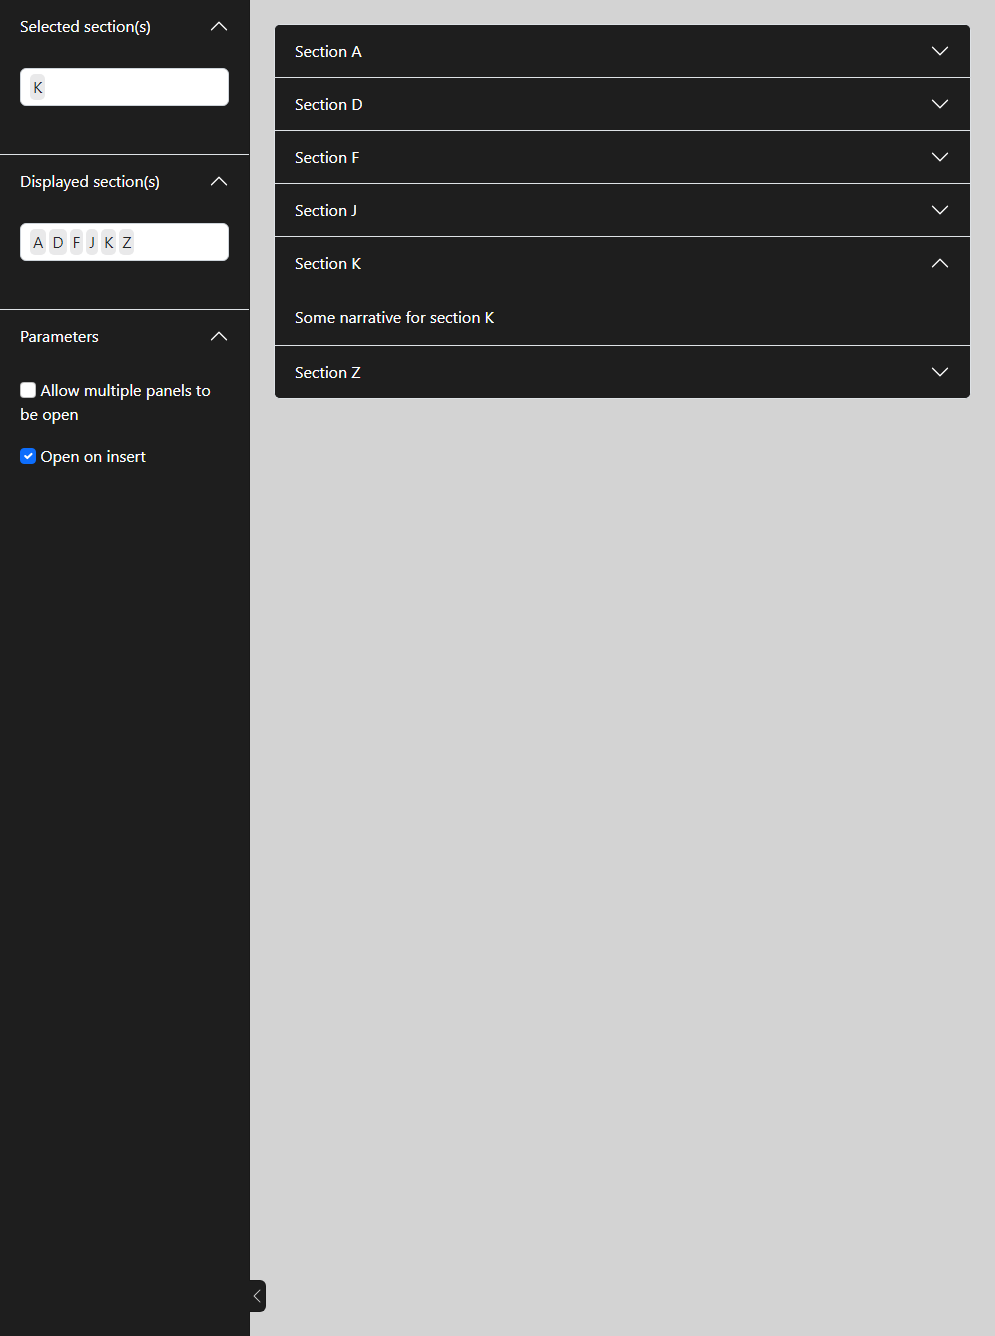 Selected section(s)
K
Displayed section(s)
A D F J K Z
Parameters
Allow multiple panels to
be open
Open on insert
Section A
Section D
Section F
Section J
Section K
Some narrative for section K
Section Z